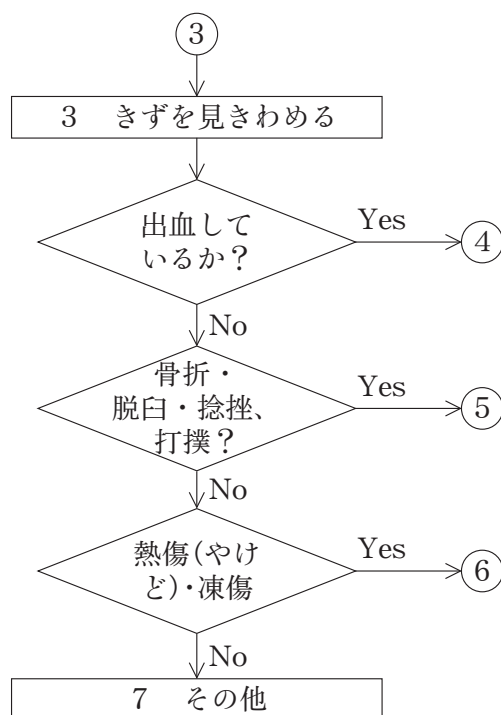 ③
3　きずを見きわめる
出血して
いるか？
Yes
④
No
骨折・
脱臼・捻挫、
打撲？
Yes
⑤
No
熱傷(やけ
ど)・凍傷
Yes
⑥
No
7　その他